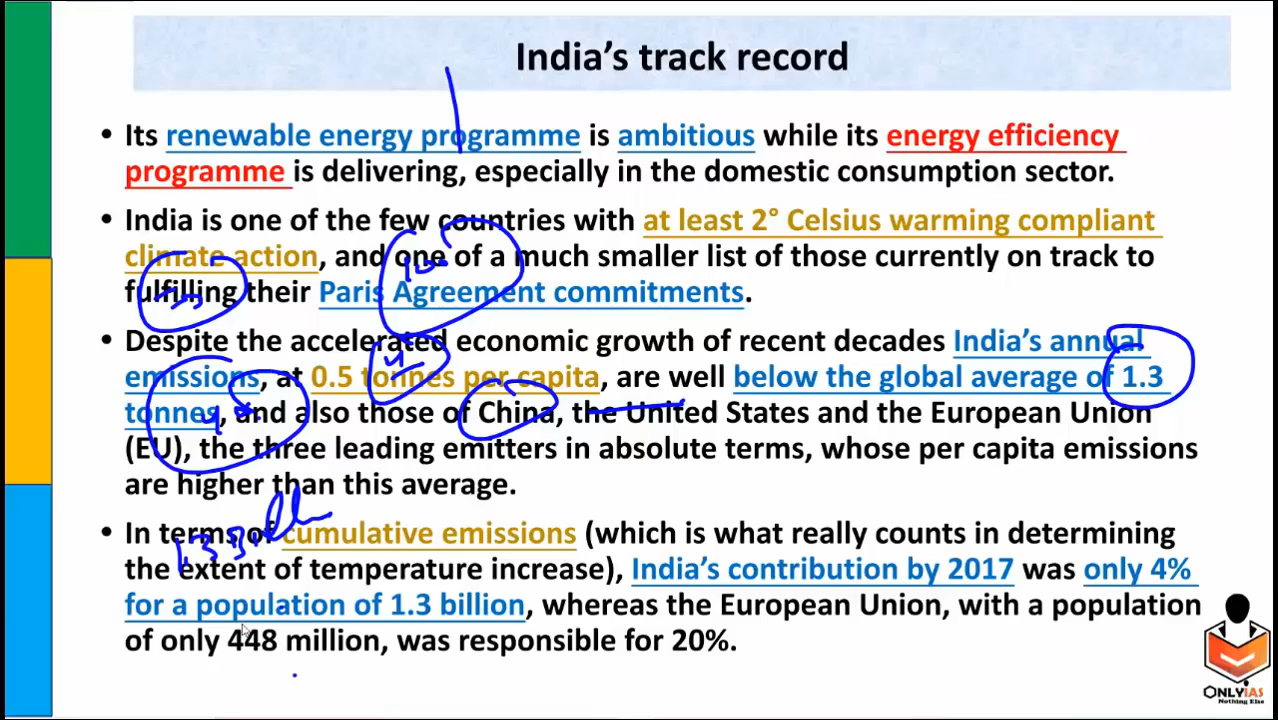 India's track record
• Its renewable energy programme is ambitious while its energy efficiency
programme is delivering, especially in the domestic consumption sector.
• India is one of the few countries with at least 2° Celsius warming compliant
climate action, and one of a much smaller list of those currently on track to
fulfilling their Paris Agreement commitments.
• Despite the accelerated economic growth of recent decades India's annual
emissions, at 0.5 tonnes per capita, are well below the global average of 1.3
tonnes, and also those of China, the United States and the European Union
(EU), the three leading emitters in absolute terms, whose per capita emissions
are higher than this average.
• In terms of cumulative emissions (which is what really counts in determining
the extent of temperature increase), India's contribution by 2017 was only 4%
for a population of 1.3 billion, whereas the European Union, with a population
of only 448 million, was responsible for 20%.
ONLYIAS
Nothing Else